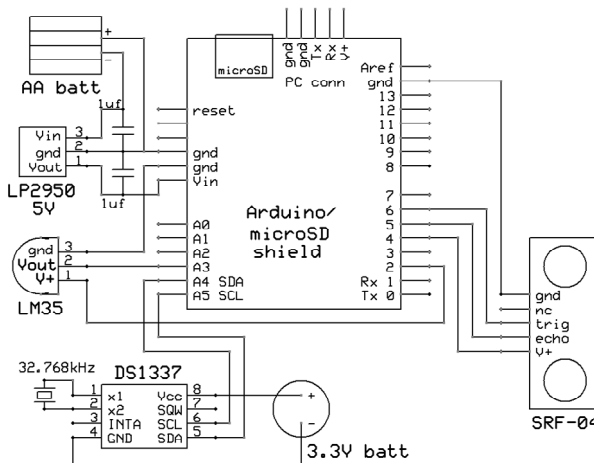 gnd
gnd
Tx
Rx
V+
microSD
PC conn
+
-
AA batt
1uf
Vin 3
gnd 2
Vout 1
LP2950
5V
1uf
reset
gnd
gnd
Vin
A0
A1
A2
A3
A4 SDA
A5 SCL
Arduino/
microSD
shield
Aref
gnd
13
12
11
10
9
8
7
6
5
4
3
2
Rx 1
Tx 0
gnd 3
Vout 2
V+ 1
LM35
gnd
nc
trig
echo
V+
SRF-04
32.768kHz
DS1337
1 x1
2 x2
3 INTA
4 GND
Vcc 8
SQW 7
SCL 6
SDA 5
+
-
3.3V batt